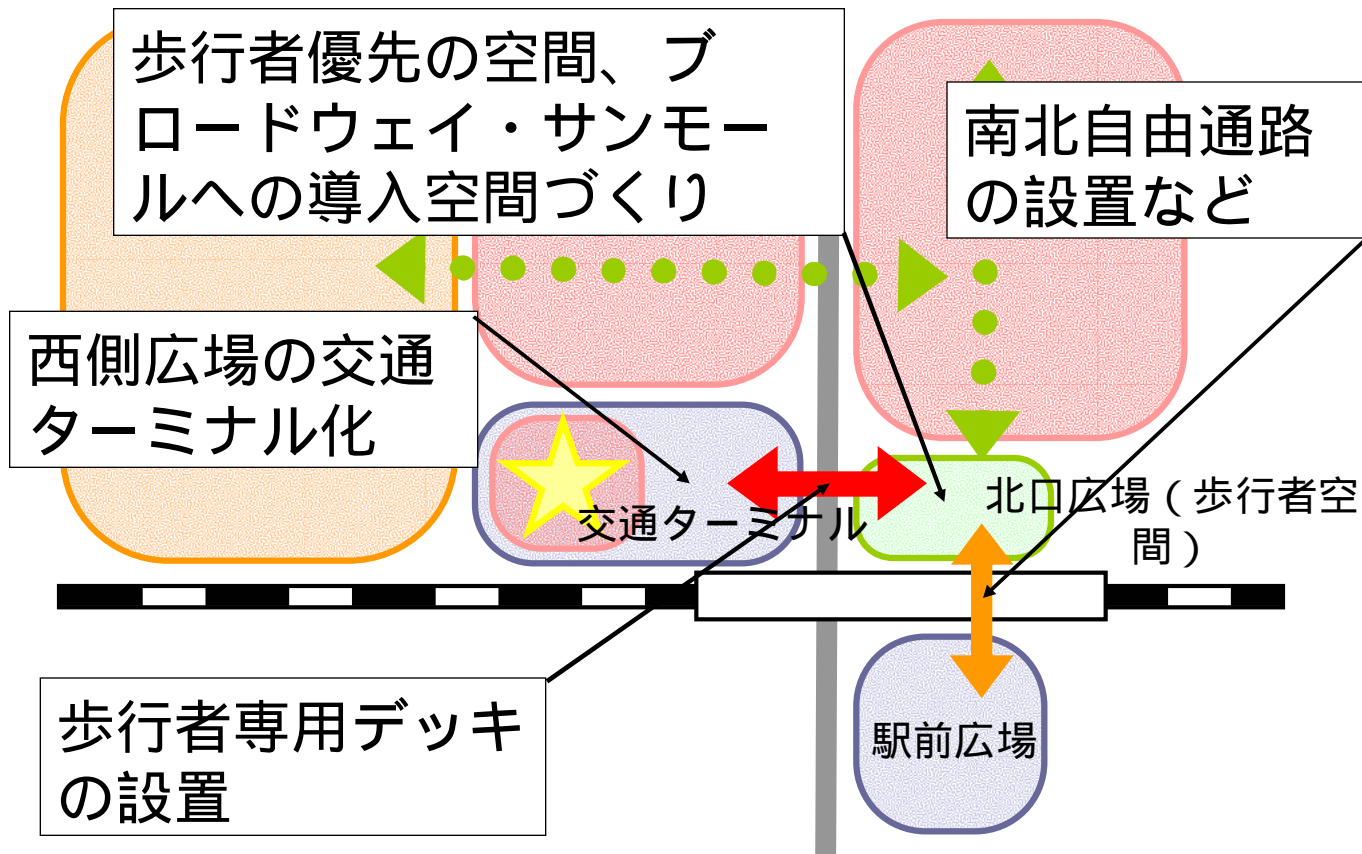 歩行者優先の空間、ブ
ロードウェイ・サンモー
ルへの導入空間づくり
南北自由通路
の設置など
西側広場の交通
ターミナル化
交通ターミナル
北口広場（歩行者空
間）
歩行者専用デッキ
の設置
駅前広場